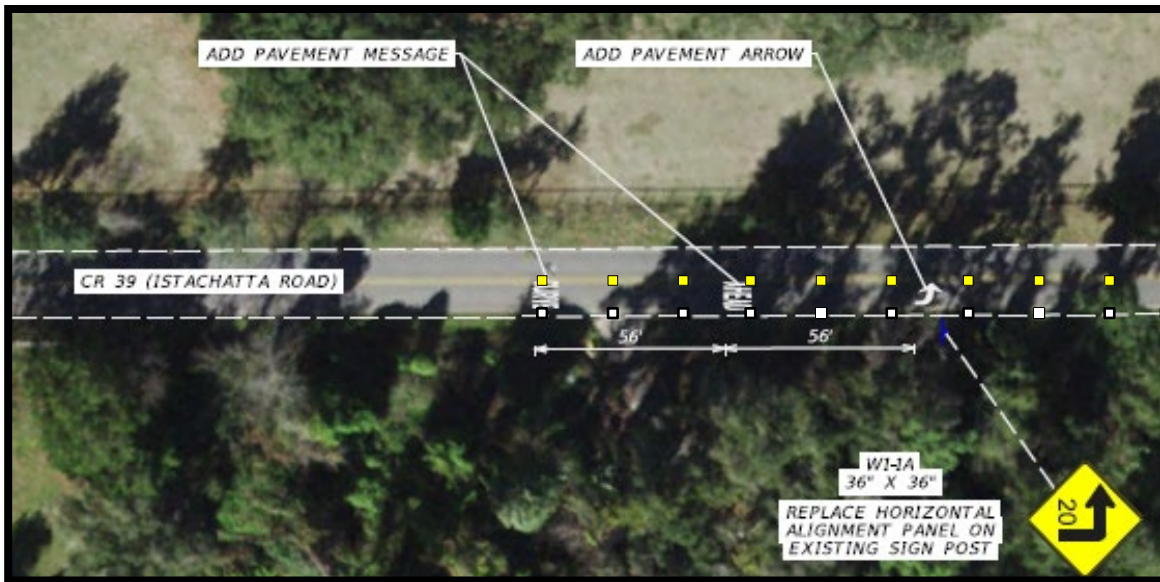 ADD PAVEMENT MESSAGE
ADD PAVEMENT ARROW
CR 39 (ISTACHATTA ROAD)
56'
56'
W1-1A
36" X 36"
REPLACE HORIZONTAL
ALIGNMENT PANEL ON
EXISTING SIGN POST
20